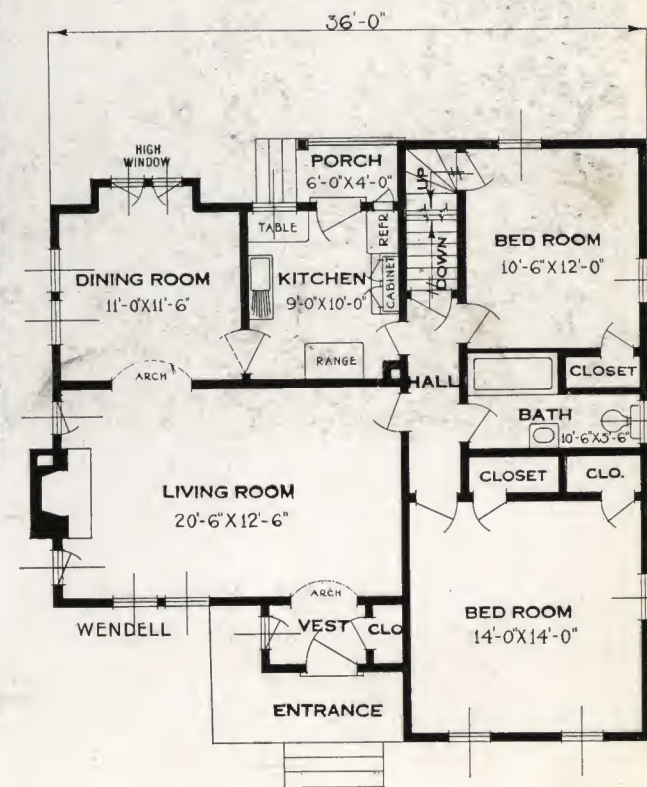 36'-0"
HIGH
WINDOW
PORCH
6'-0"X4'-0"
TABLE
REFR.
UP
DOWN
CABINET
BED ROOM
10'-6"X12'-0"
DINING ROOM
11'-0"X11'-6"
KITCHEN
9'-0"X10'-0"
ARCH
RANGE
HALL
CLOSET
BATH
10'-6"X5'-6"
LIVING ROOM
20'-6"X12'-6"
CLOSET
CLO.
ARCH
WENDELL
VEST
CLO
BED ROOM
14'-0"X14'-0"
ENTRANCE